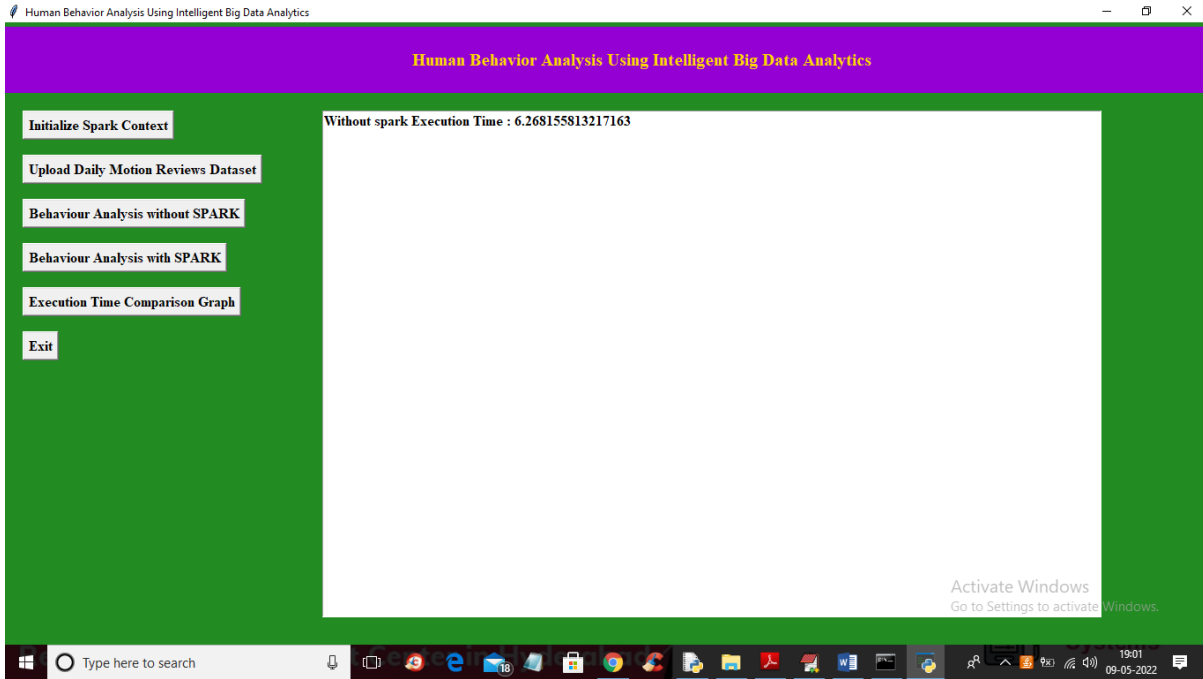 Human Behavior Analysis Using Intelligent Big Data Analytics
Human Behavior Analysis Using Intelligent Big Data Analytics
Initialize Spark Context
Upload Daily Motion Reviews Dataset
Behaviour Analysis without SPARK
Behaviour Analysis with SPARK
Execution Time Comparison Graph
Exit
Without spark Execution Time : 6.268155813217163
Activate Windows
Go to Settings to activate Windows.
Type here to search
18
19:01
09-05-2022